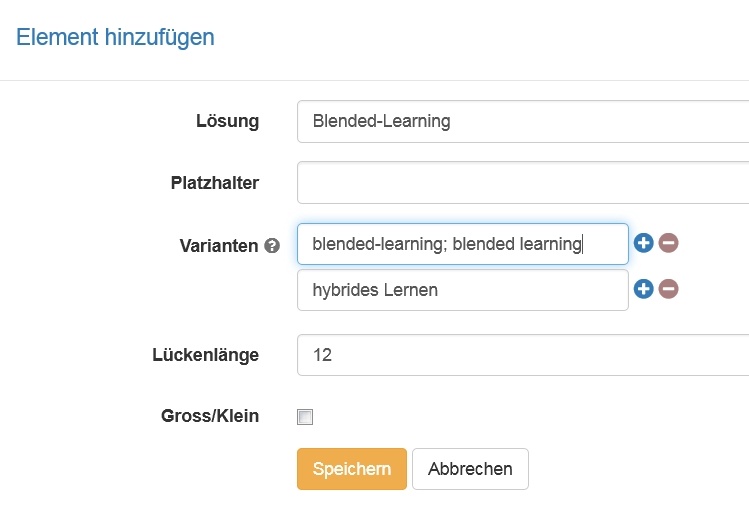 Element hinzufügen
Lösung Blended-Learning
Platzhalter
Varianten ? blended-learning; blended learning
hybrides Lernen
Lückenlänge 12
Gross/Klein
Speichern Abbrechen